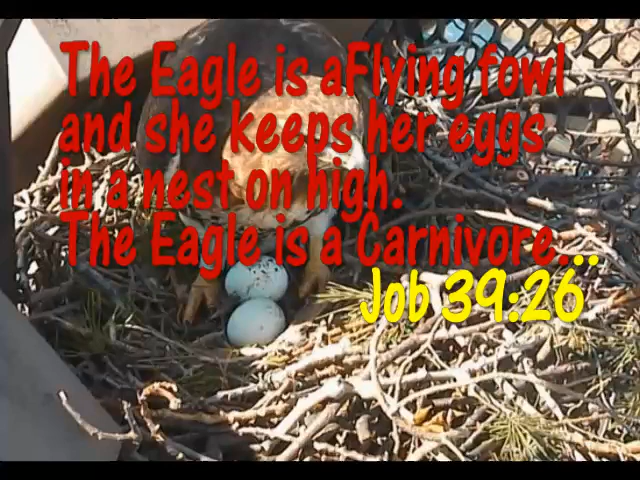 The Eagle is aFlying fowl
and she keeps her eggs
in a nest on high.
The Eagle is a Carnivore...
Job 39:26